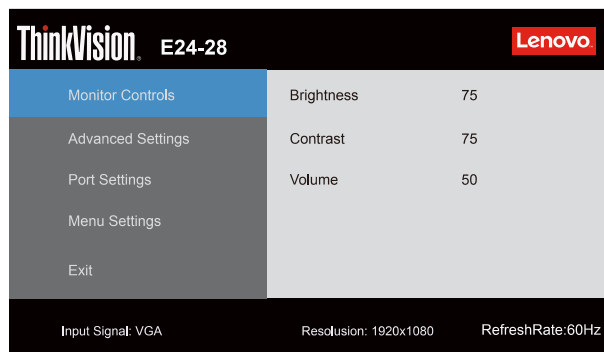 ThinkVision. E24-28
Lenovo.
Monitor Controls Brightness 75
Advanced Settings Contrast 75
Port Settings Volume 50
Menu Settings
Exit
Input Signal: VGA Resolusion: 1920x1080 RefreshRate:60Hz